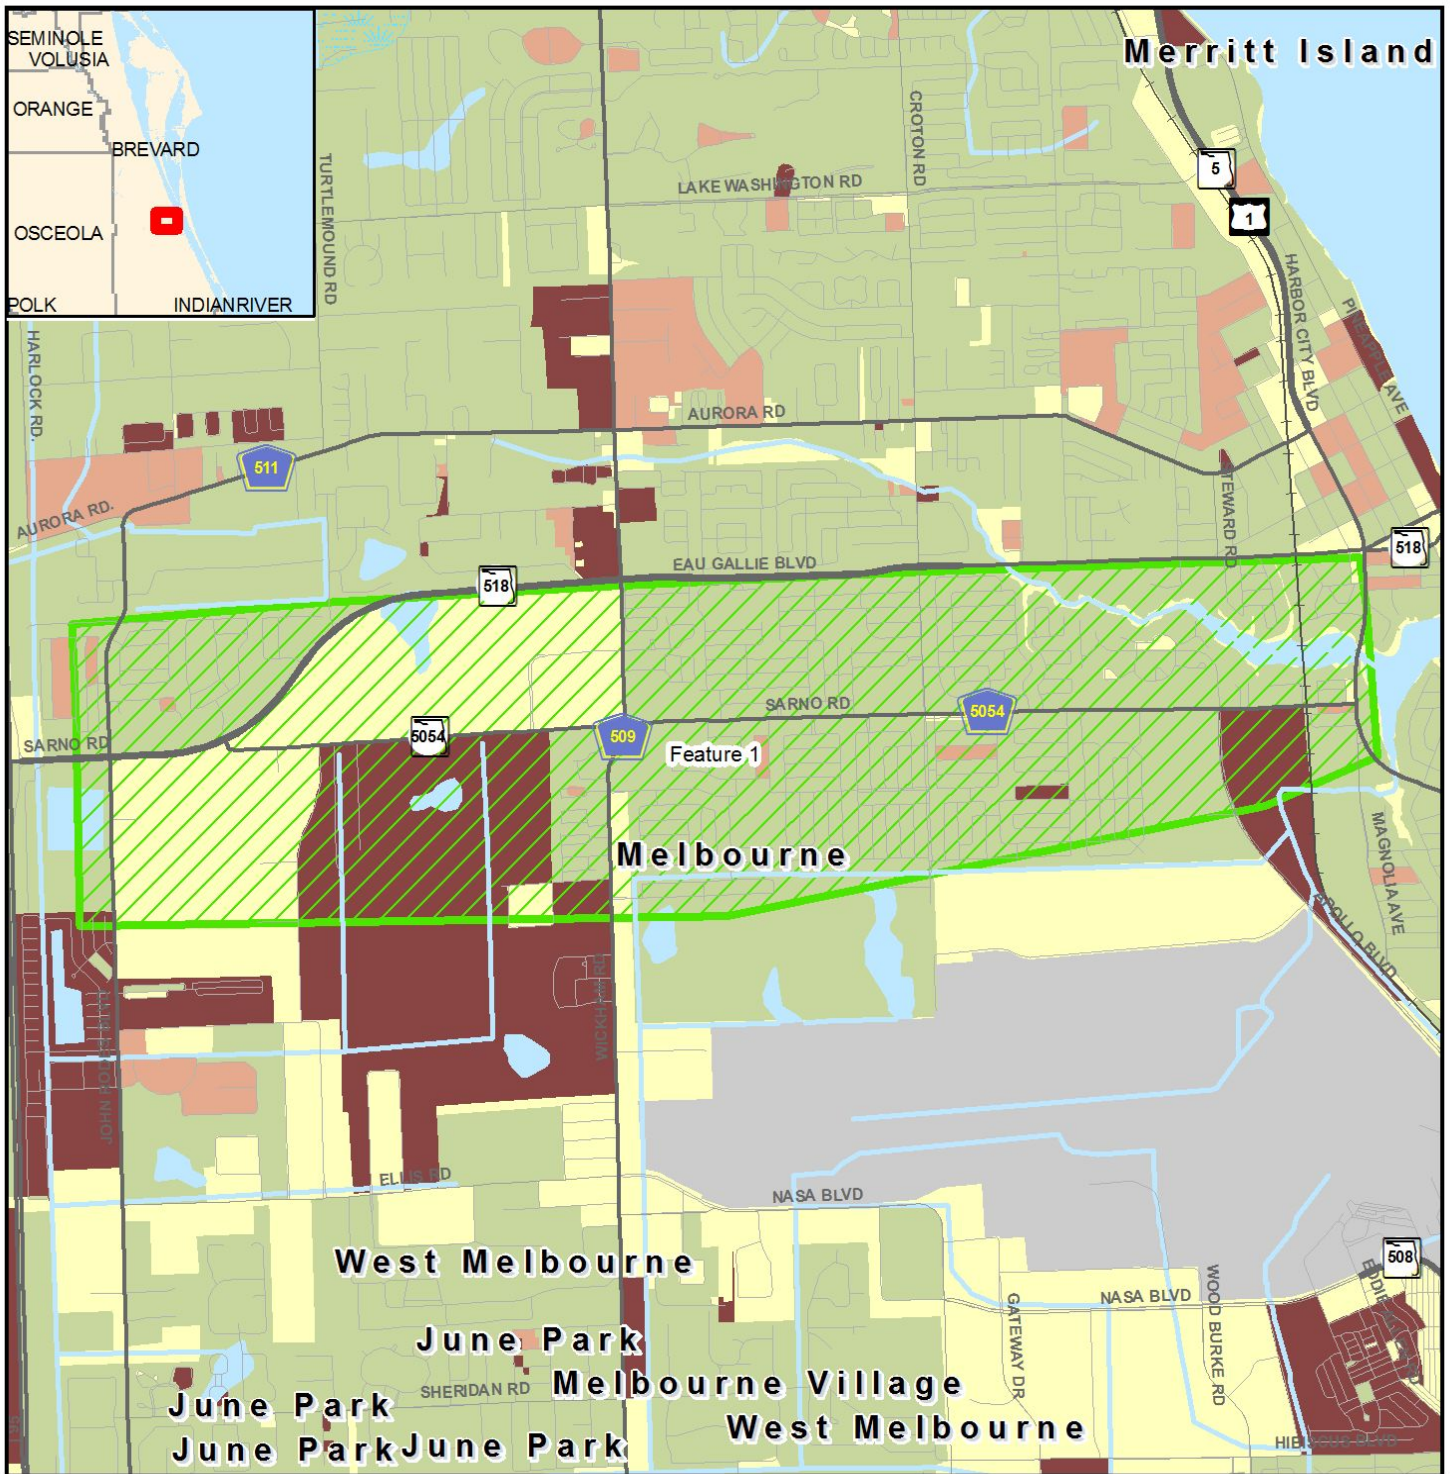 SEMINOLE
VOLUSIA
ORANGE
BREVARD
OSCEOLA
POLK
INDIANRIVER
Merritt Island
TURTLEMOUND RD
CROTON RD
LAKE WASHINGTON RD
5
1
HARBOR CITY BLVD
PINEAPPLE AVE
HARLOCK RD.
AURORA RD
511
AURORA RD.
STEWARD RD
518
EAU GALLIE BLVD
518
SARNO RD
5054
SARNO RD
5054
509
Feature 1
Melbourne
MAGNOLIA AVE
APOLLO BLVD
WICKHAM RD
JOHN RODES BLVD
ELLIS RD
NASA BLVD
West Melbourne
508
NASA BLVD
WOOD BURKE RD
GATEWAY DR
June Park
SHERIDAN RD
Melbourne Village
June Park
West Melbourne
June Park
June Park
HIBISCUS BLVD